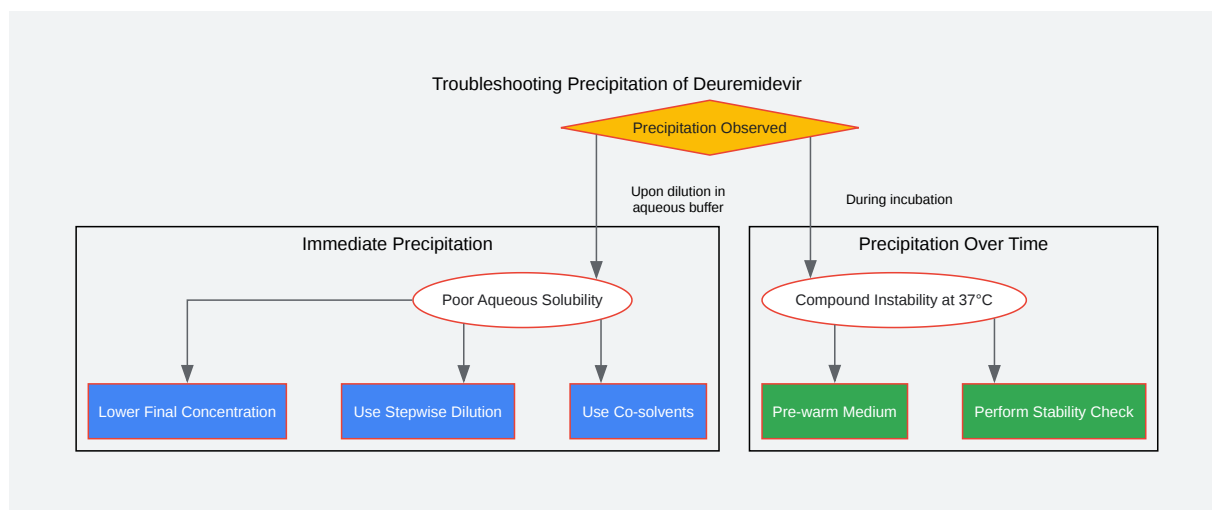 Troubleshooting Precipitation of Deuremidevir
Precipitation Observed
Upon dilution in
aqueous buffer
During incubation
Immediate Precipitation
Precipitation Over Time
Poor Aqueous Solubility
Compound Instability at 37°C
Lower Final Concentration
Use Stepwise Dilution
Use Co-solvents
Pre-warm Medium
Perform Stability Check